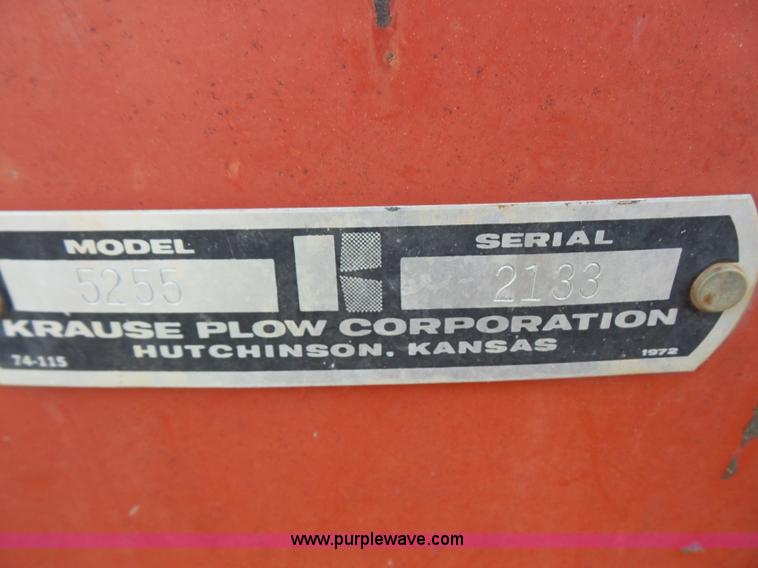 MODEL SERIAL
5255 2133
KRAUSE PLOW CORPORATION
HUTCHINSON, KANSAS
74-115 1972
www.purplewave.com